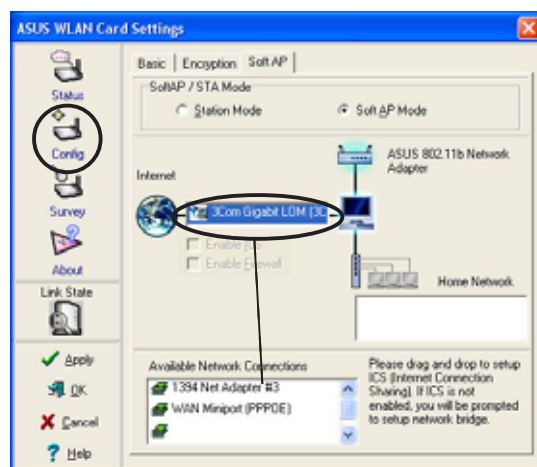 ASUS WLAN Card Settings
Status
Config
Survey
About
Link State
Apply
OK
Cancel
Help
Basic
Encryption
Soft AP
SoftAP / STA Mode
Station Mode
Soft AP Mode
Internet
ASUS 802.11b Network
Adapter
3Com Gigabit LOM (3C
Enable
Enable Firewall
Home Network
Available Network Connections
1394 Net Adapter #3
WAN Miniport (PPPOE)
Please drag and drop to setup
ICS (Internet Connection
Sharing). If ICS is not
enabled, you will be prompted
to setup network bridge.